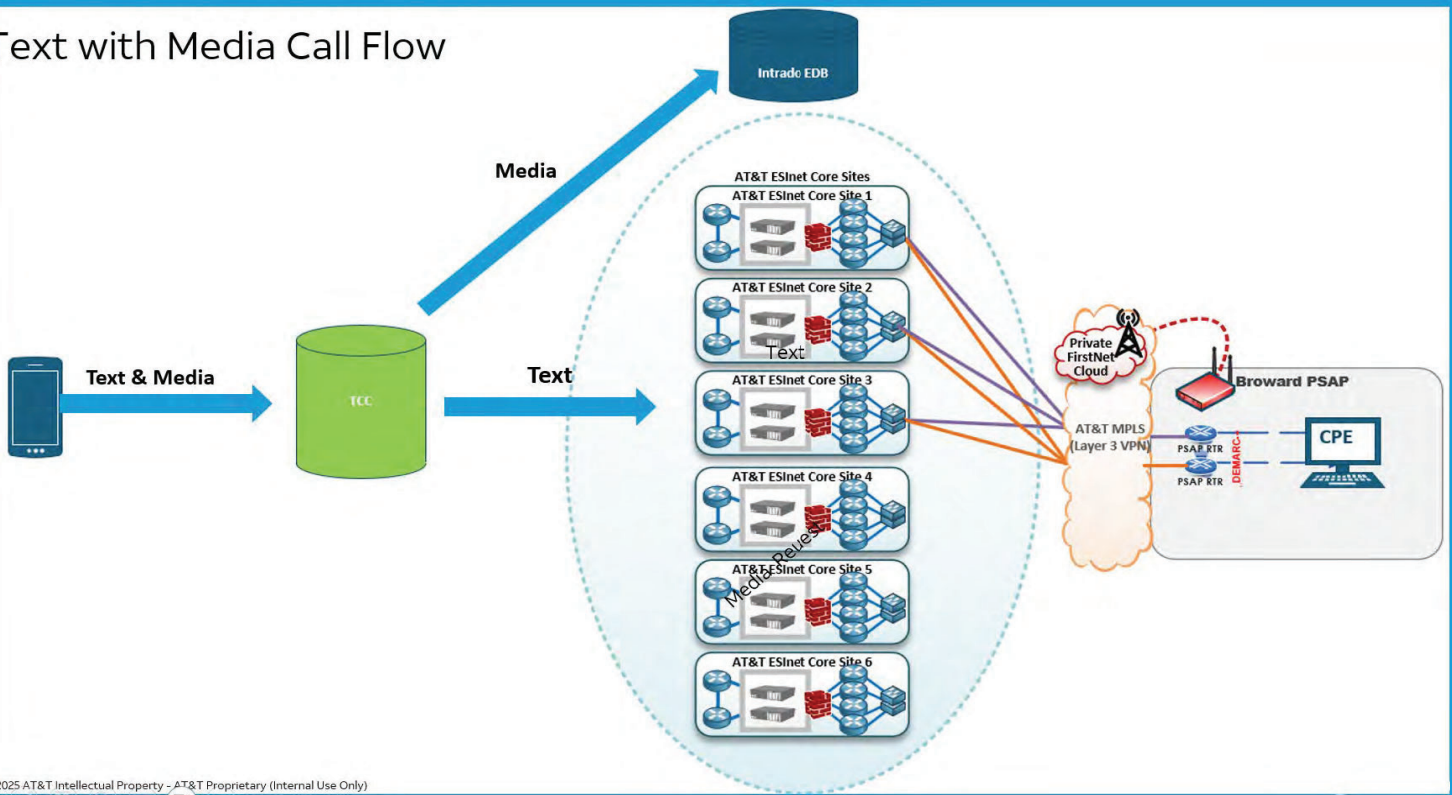 Text with Media Call Flow
Intrado EDB
Media
AT&T ESInet Core Sites
AT&T ESInet Core Site 1
AT&T ESInet Core Site 2
Text
Text & Media
TCC
Text
AT&T ESInet Core Site 3
AT&T ESInet Core Site 4
Media Reuest
AT&T ESInet Core Site 5
AT&T ESInet Core Site 6
Private
FirstNet
Cloud
AT&T MPLS
(Layer 3 VPN)
Broward PSAP
PSAP RTR
PSAP RTR
DEMARC
CPE
2025 AT&T Intellectual Property - AT&T Proprietary (Internal Use Only)